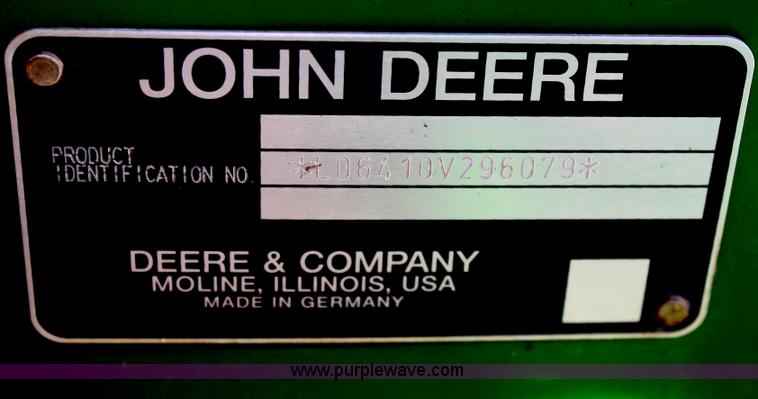 JOHN DEERE
PRODUCT
IDENTIFICATION NO.
*L06410V296079*
DEERE & COMPANY
MOLINE, ILLINOIS, USA
MADE IN GERMANY
www.purplewave.com